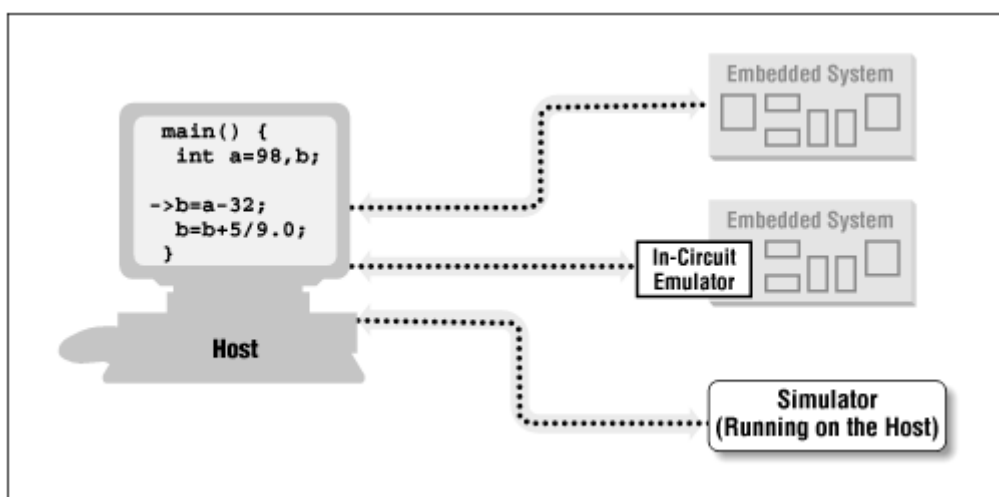 main() {
int a=98,b;
->b=a-32;
b=b+5/9.0;
}
Host
Embedded System
Embedded System
In-Circuit
Emulator
Simulator
(Running on the Host)